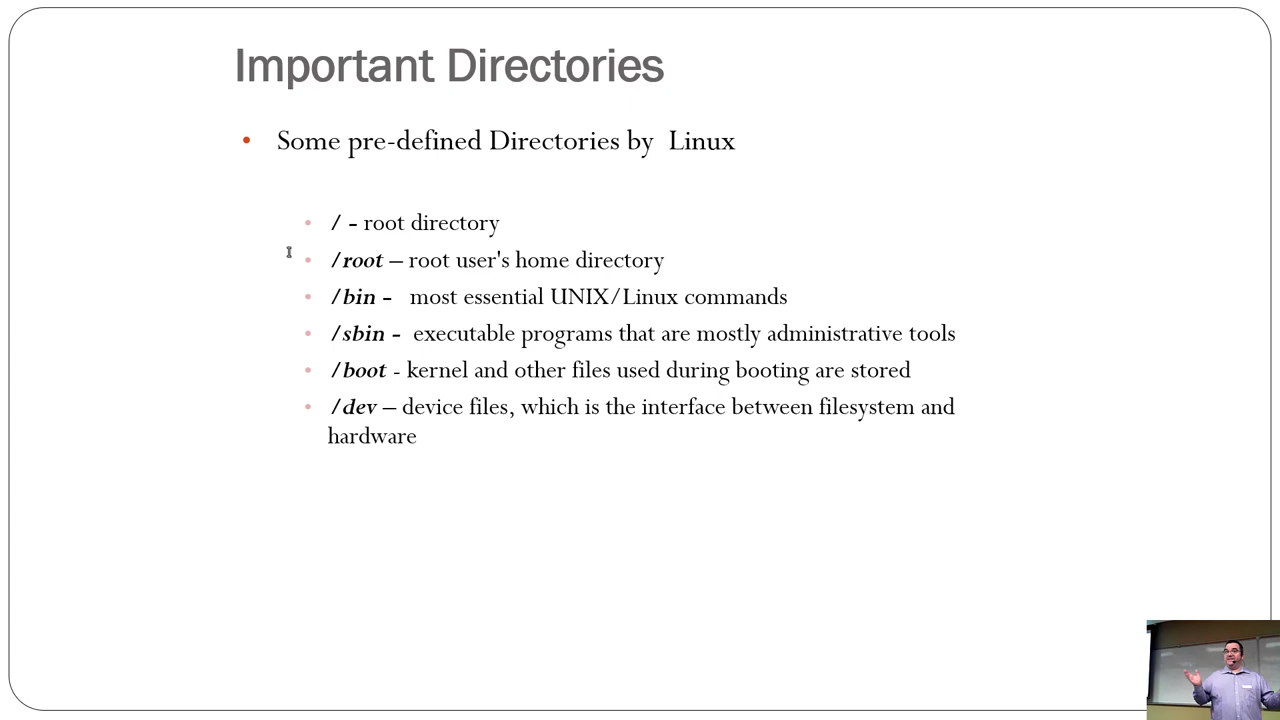 Important Directories
• Some pre-defined Directories by Linux
• / - root directory
• /root – root user's home directory
• /bin - most essential UNIX/Linux commands
• /sbin - executable programs that are mostly administrative tools
• /boot - kernel and other files used during booting are stored
• /dev – device files, which is the interface between filesystem and
hardware